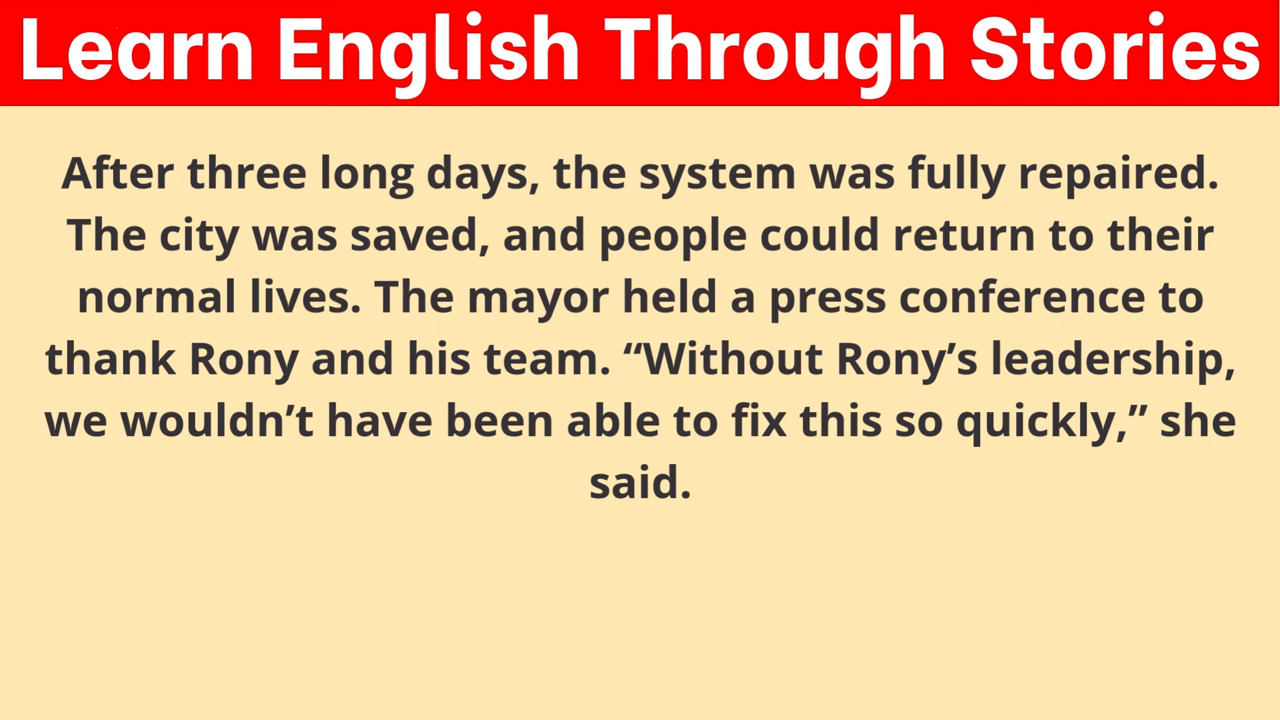 Learn English Through Stories
After three long days, the system was fully repaired.
The city was saved, and people could return to their
normal lives. The mayor held a press conference to
thank Rony and his team. “Without Rony’s leadership,
we wouldn’t have been able to fix this so quickly,” she
said.